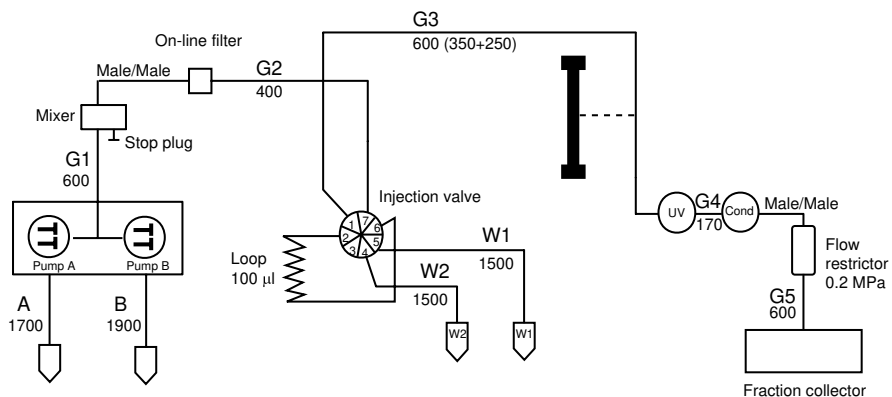 G3
600 (350+250)
On-line filter
Male/Male
G2
400
Mixer
Stop plug
G1
600
Pump A
Pump B
A
1700
B
1900
Injection valve
1
7
6
2
5
3
4
Loop
100 µl
W1
1500
W2
1500
W2
W1
UV
G4
170
Cond
Male/Male
Flow
restrictor
0.2 MPa
G5
600
Fraction collector